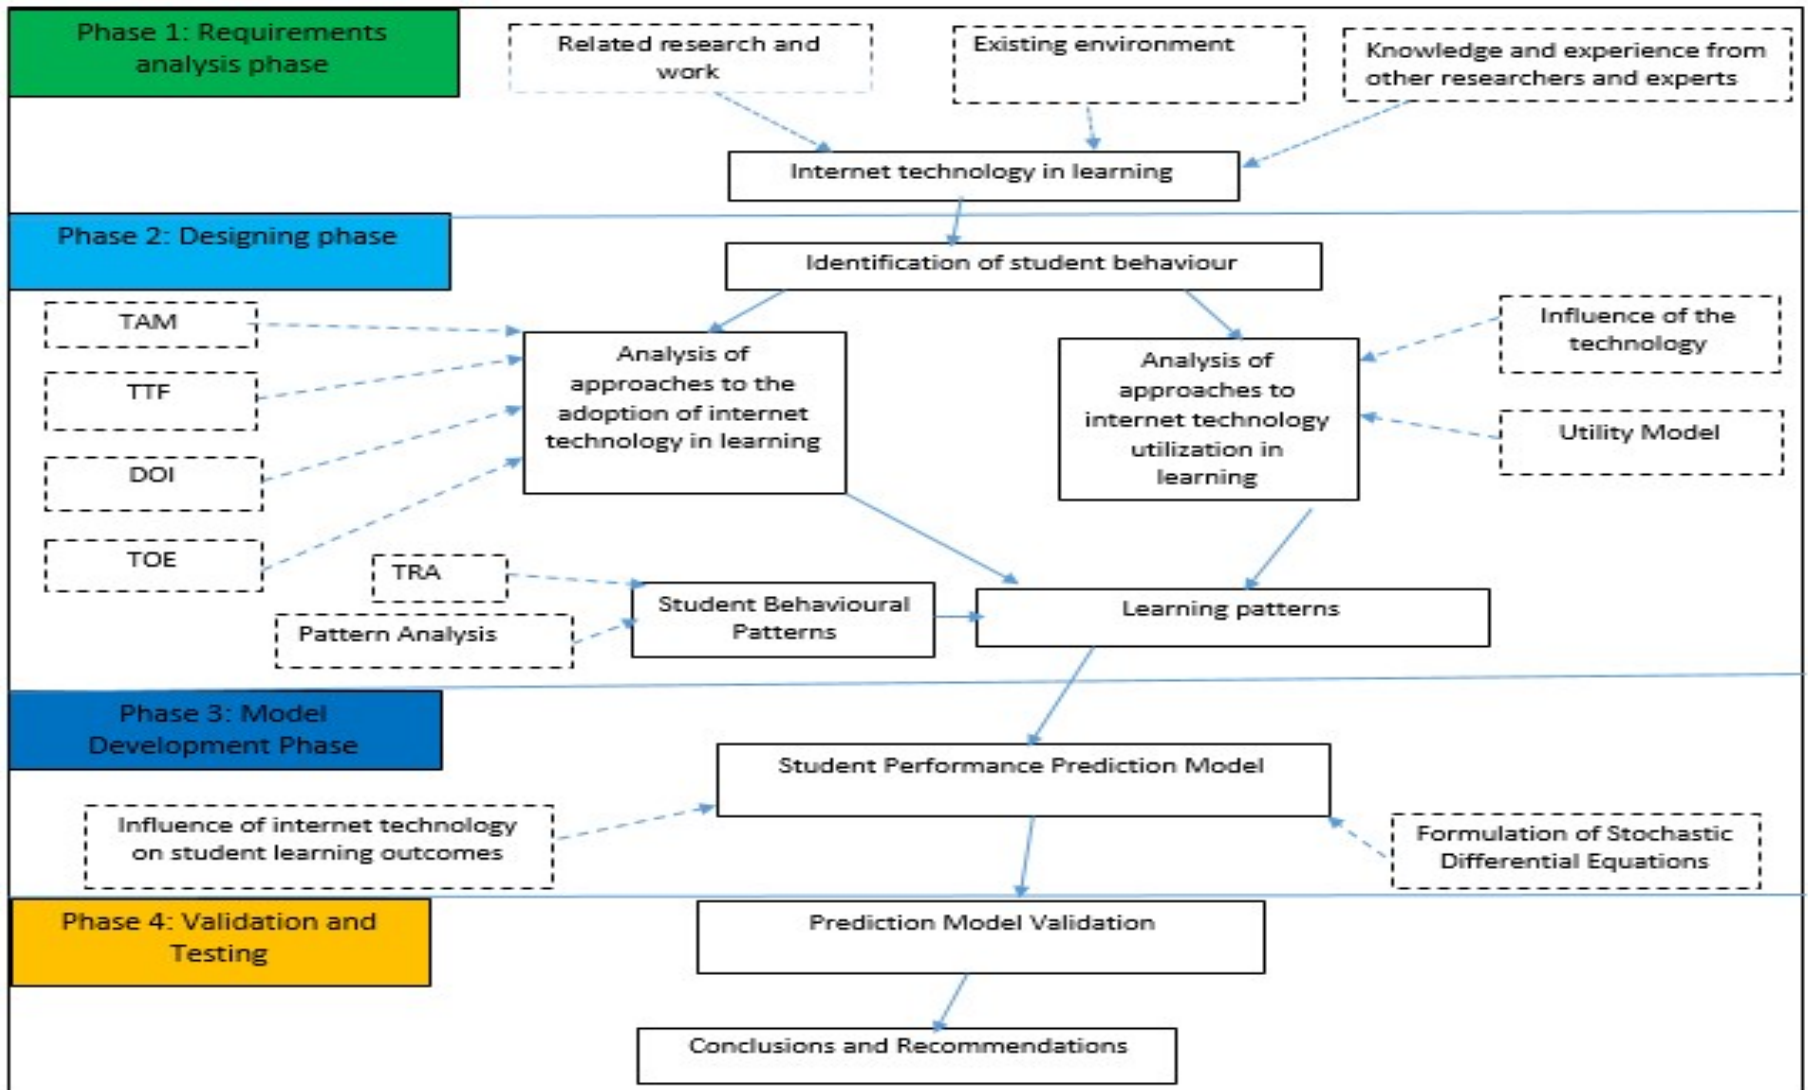 Phase 1: Requirements
analysis phase
Related research and
work
Existing environment
Knowledge and experience from
other researchers and experts
Internet technology in learning
Phase 2: Designing phase
Identification of student behaviour
TAM
TTF
DOI
TOE
Analysis of
approaches to the
adoption of internet
technology in learning
Analysis of
approaches to
internet technology
utilization in
learning
Influence of the
technology
Utility Model
TRA
Pattern Analysis
Student Behavioural
Patterns
Learning patterns
Phase 3: Model
Development Phase
Student Performance Prediction Model
Influence of internet technology
on student learning outcomes
Formulation of Stochastic
Differential Equations
Phase 4: Validation and
Testing
Prediction Model Validation
Conclusions and Recommendations